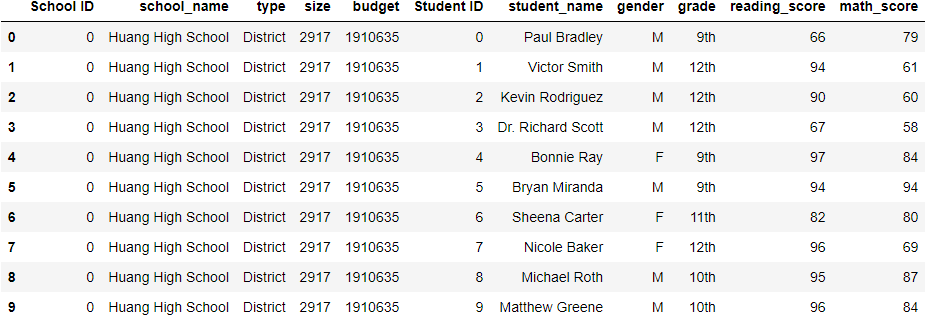 School ID school_name type size budget Student ID student_name gender grade reading_score math_score
0 0 Huang High School District 2917 1910635 0 Paul Bradley M 9th 66 79
1 0 Huang High School District 2917 1910635 1 Victor Smith M 12th 94 61
2 0 Huang High School District 2917 1910635 2 Kevin Rodriguez M 12th 90 60
3 0 Huang High School District 2917 1910635 3 Dr. Richard Scott M 12th 67 58
4 0 Huang High School District 2917 1910635 4 Bonnie Ray F 9th 97 84
5 0 Huang High School District 2917 1910635 5 Bryan Miranda M 9th 94 94
6 0 Huang High School District 2917 1910635 6 Sheena Carter F 11th 82 80
7 0 Huang High School District 2917 1910635 7 Nicole Baker F 12th 96 69
8 0 Huang High School District 2917 1910635 8 Michael Roth M 10th 95 87
9 0 Huang High School District 2917 1910635 9 Matthew Greene M 10th 96 84